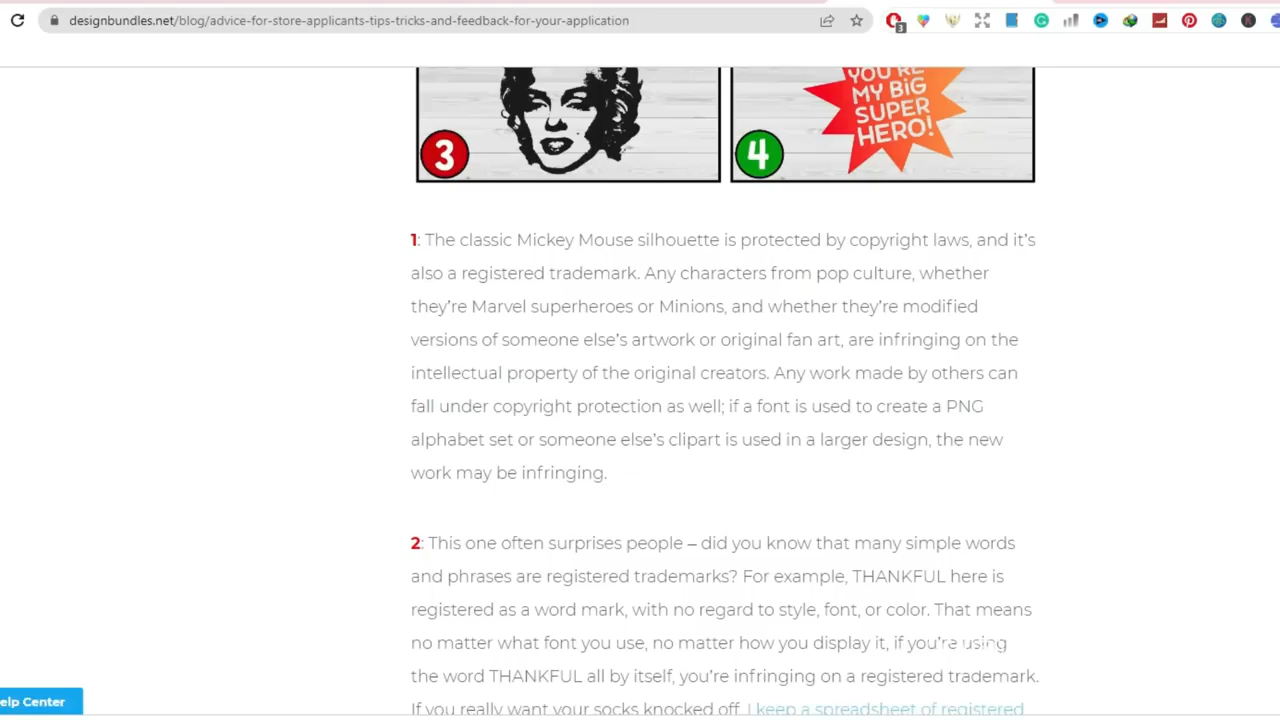 designbundles.net/blog/advice-for-store-applicants-tips-tricks-and-feedback-for-your-application
3
YOU'RE
MY BiG
SUPER
HERO!
3
4
1: The classic Mickey Mouse silhouette is protected by copyright laws, and it's
also a registered trademark. Any characters from pop culture, whether
they're Marvel superheroes or Minions, and whether they're modified
versions of someone else's artwork or original fan art, are infringing on the
intellectual property of the original creators. Any work made by others can
fall under copyright protection as well; if a font is used to create a PNG
alphabet set or someone else's clipart is used in a larger design, the new
work may be infringing.
2: This one often surprises people – did you know that many simple words
and phrases are registered trademarks? For example, THANKFUL here is
registered as a word mark, with no regard to style, font, or color. That means
no matter what font you use, no matter how you display it, if you're using
the word THANKFUL all by itself, you're infringing on a registered trademark.
elp Center
If you really want your socks knocked off, I keep a spreadsheet of registered